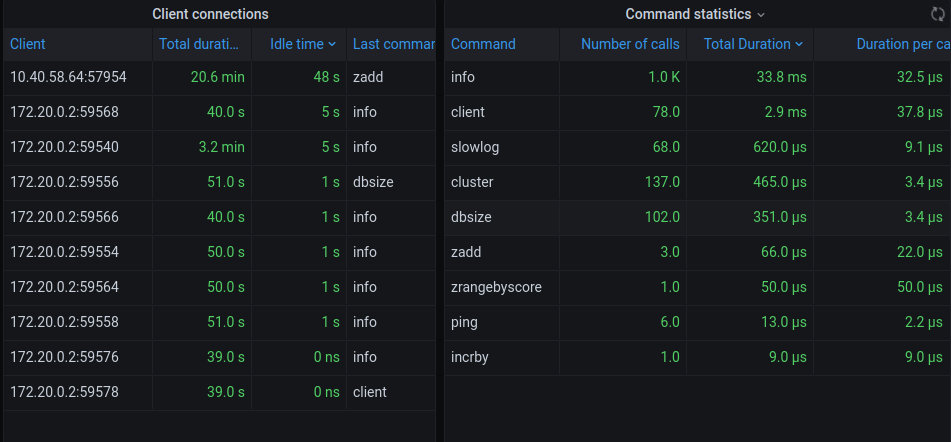 Client connections
Client Total durati... Idle time Last commar
10.40.58.64:57954 20.6 min 48 s zadd
172.20.0.2:59568 40.0 s 5 s info
172.20.0.2:59540 3.2 min 5 s info
172.20.0.2:59556 51.0 s 1 s dbsize
172.20.0.2:59566 40.0 s 1 s info
172.20.0.2:59554 50.0 s 1 s info
172.20.0.2:59564 50.0 s 1 s info
172.20.0.2:59558 51.0 s 1 s info
172.20.0.2:59576 39.0 s 0 ns info
172.20.0.2:59578 39.0 s 0 ns client
Command statistics
Command Number of calls Total Duration Duration per ca
info 1.0 K 33.8 ms 32.5 µs
client 78.0 2.9 ms 37.8 µs
slowlog 68.0 620.0 µs 9.1 µs
cluster 137.0 465.0 µs 3.4 µs
dbsize 102.0 351.0 µs 3.4 µs
zadd 3.0 66.0 µs 22.0 µs
zrangebyscore 1.0 50.0 µs 50.0 µs
ping 6.0 13.0 µs 2.2 µs
incrby 1.0 9.0 µs 9.0 µs